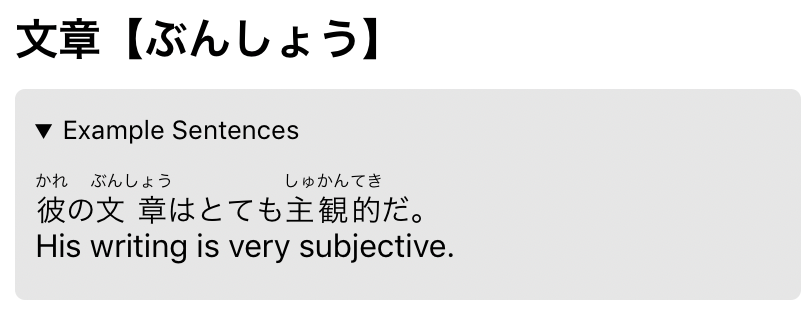 文章【ぶんしょう】
▼ Example Sentences
かれ ぶんしょう しゅかんてき
彼の文章はとても主観的だ。
His writing is very subjective.